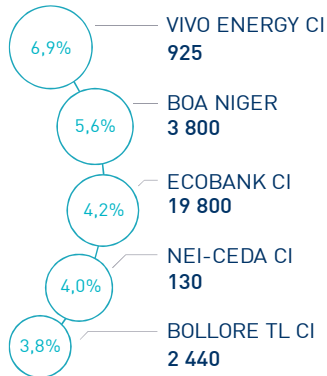 6,9%
VIVO ENERGY CI
925
5,6%
BOA NIGER
3 800
4,2%
ECOBANK CI
19 800
4,0%
NEI-CEDA CI
130
3,8%
BOLLORE TL CI
2 440